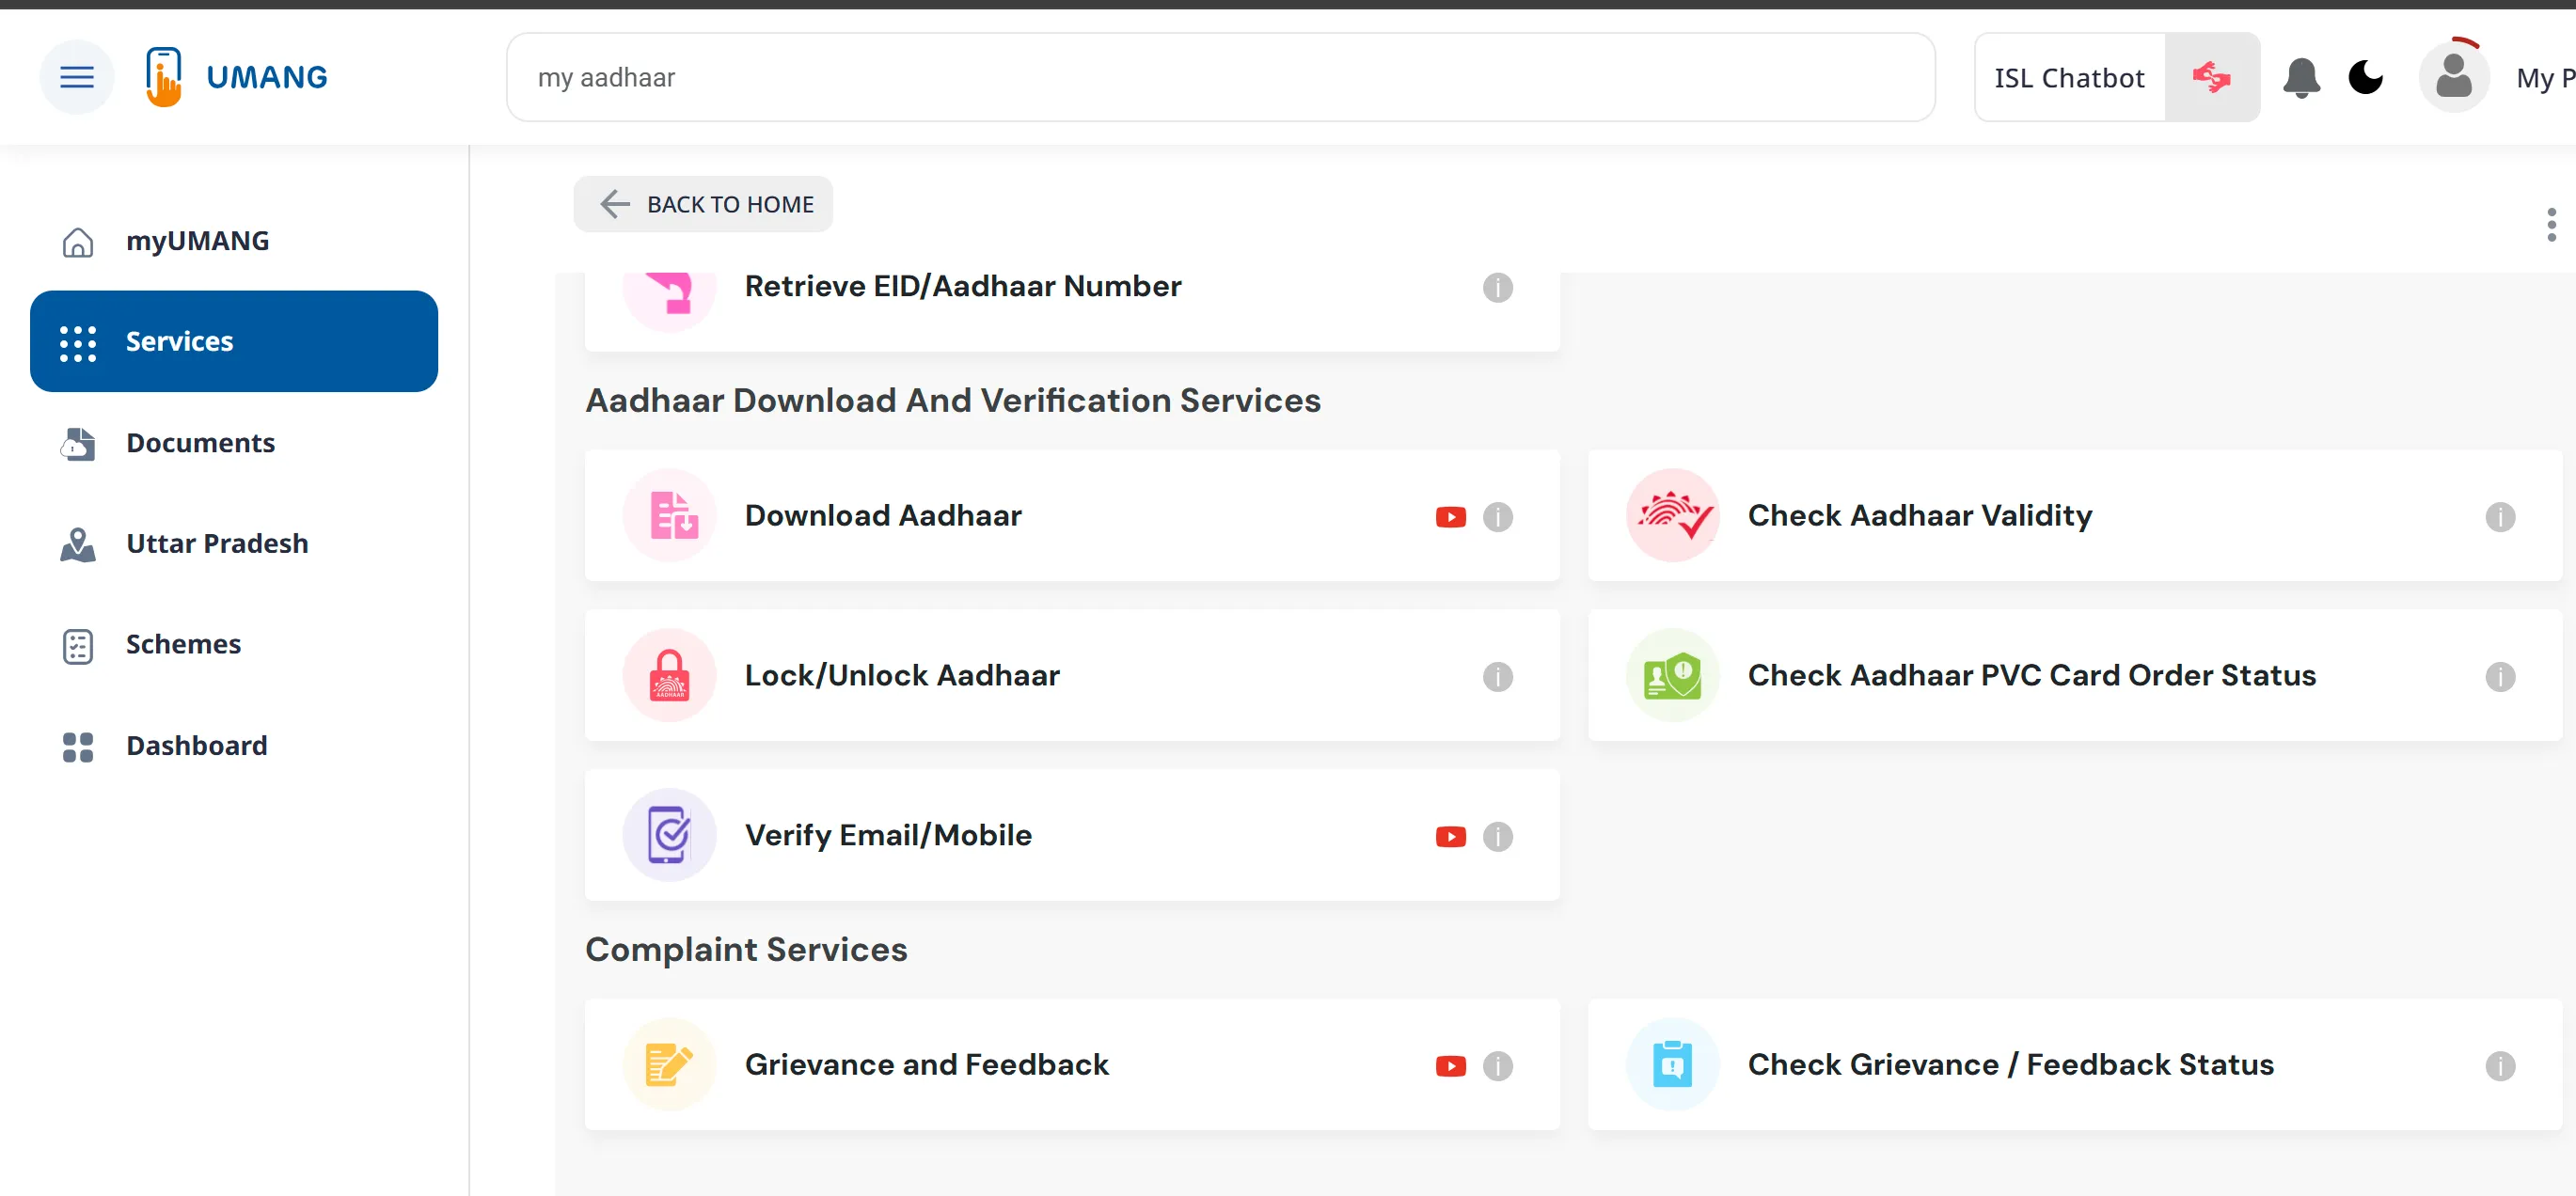 UMANG
my aadhaar
ISL Chatbot
My P
myUMANG
Services
Documents
Uttar Pradesh
Schemes
Dashboard
BACK TO HOME
Retrieve EID/Aadhaar Number
Aadhaar Download And Verification Services
Download Aadhaar
Check Aadhaar Validity
Lock/Unlock Aadhaar
AADHAAR
Check Aadhaar PVC Card Order Status
Verify Email/Mobile
Complaint Services
Grievance and Feedback
Check Grievance / Feedback Status